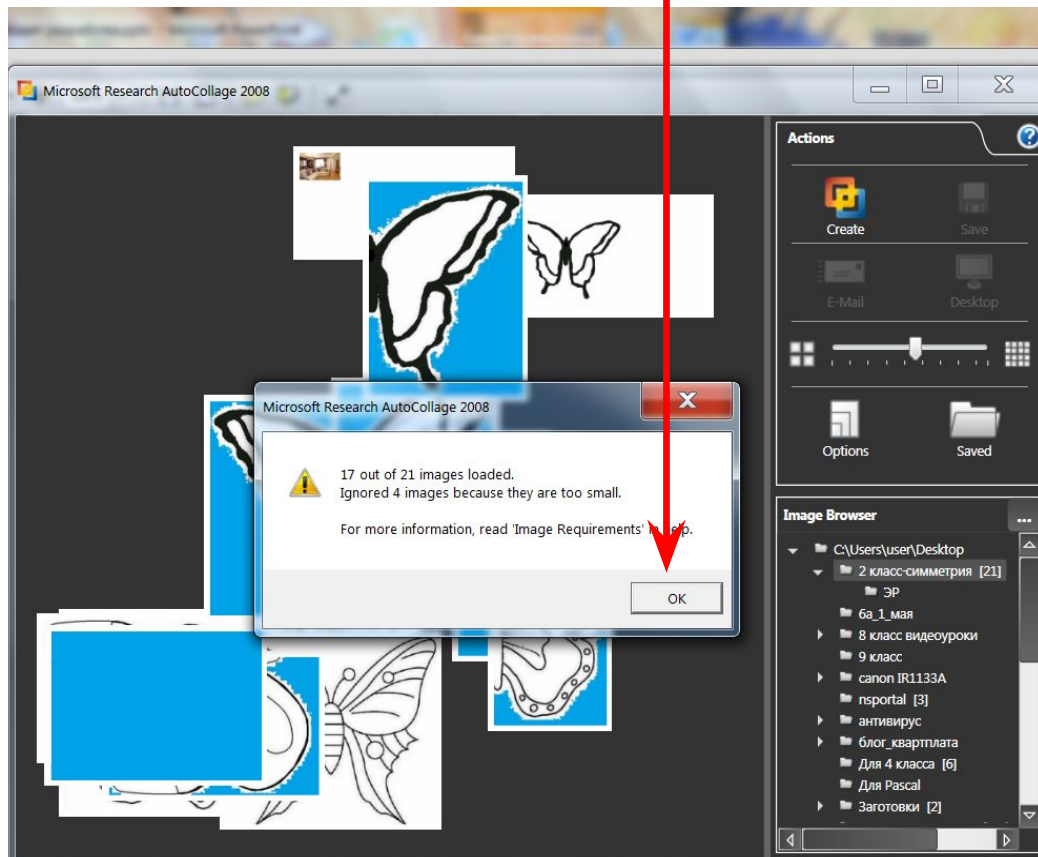 Microsoft Research AutoCollage 2008
Actions
Create
Save
E-Mail
Desktop
Options
Saved
Microsoft Research AutoCollage 2008
17 out of 21 images loaded.
Ignored 4 images because they are too small.
For more information, read 'Image Requirements' in help.
OK
Image Browser
...
C:\Users\user\Desktop
2 класс-симметрия [21]
ЭР
6а_1_мая
8 класс видеоуроки
9 класс
canon IR1133A
nsportal [3]
антивирус
блог_квартплата
Для 4 класса [6]
Для Pascal
Заготовки [2]